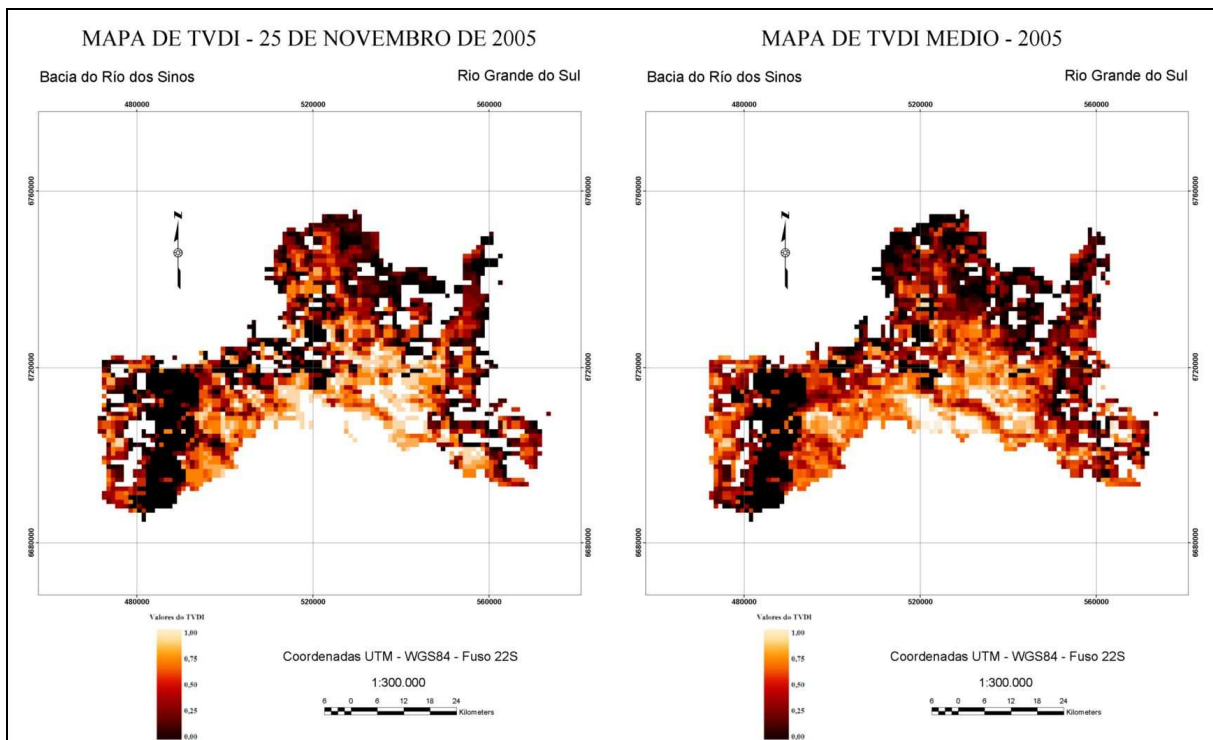 MAPA DE TVDI - 25 DE NOVEMBRO DE 2005
Bacia do Río dos Sinos
Rio Grande do Sul
480000
520000
560000
6760000
6760000
N
6720000
6720000
6680000
6680000
480000
520000
560000
Valores do TVDI
1,00
0,75
0,50
0,25
0,00
Coordenadas UTM - WGS84 - Fuso 22S
1:300.000
6 0 6 12 18 24
Kilometers
MAPA DE TVDI MEDIO - 2005
Bacia do Río dos Sinos
Rio Grande do Sul
480000
520000
560000
6760000
6760000
N
6720000
6720000
6680000
6680000
480000
520000
560000
Valores do TVDI
1,00
0,75
0,50
0,25
0,00
Coordenadas UTM - WGS84 - Fuso 22S
1:300.000
6 0 6 12 18 24
Kilometers